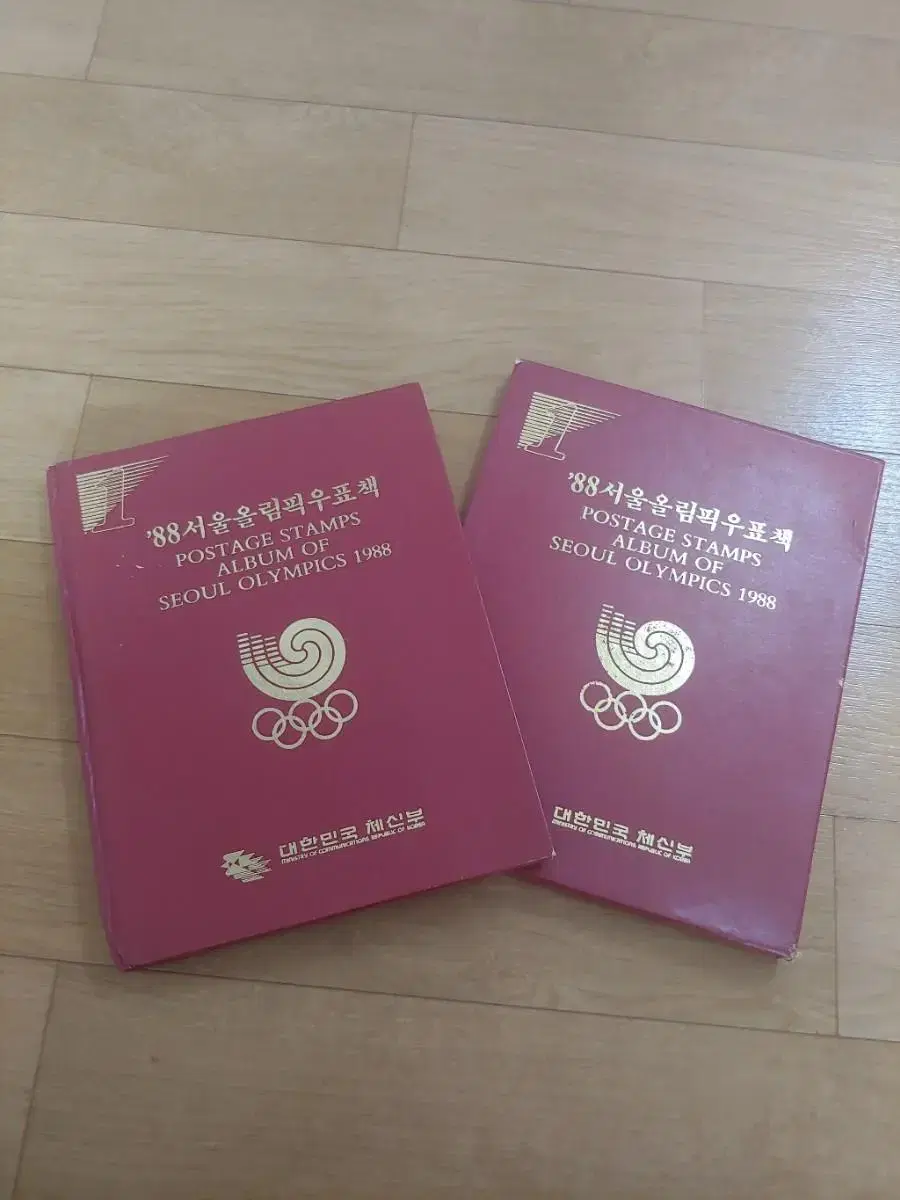 1
'88서울올림픽우표책
POSTAGE STAMPS
ALBUM OF
SEOUL OLYMPICS 1988
대한민국 체신부
MINISTRY OF COMMUNICATIONS REPUBLIC OF KOREA
1
'88서울올림픽우표책
POSTAGE STAMPS
ALBUM OF
SEOUL OLYMPICS 1988
대한민국 체신부
MINISTRY OF COMMUNICATIONS REPUBLIC OF KOREA